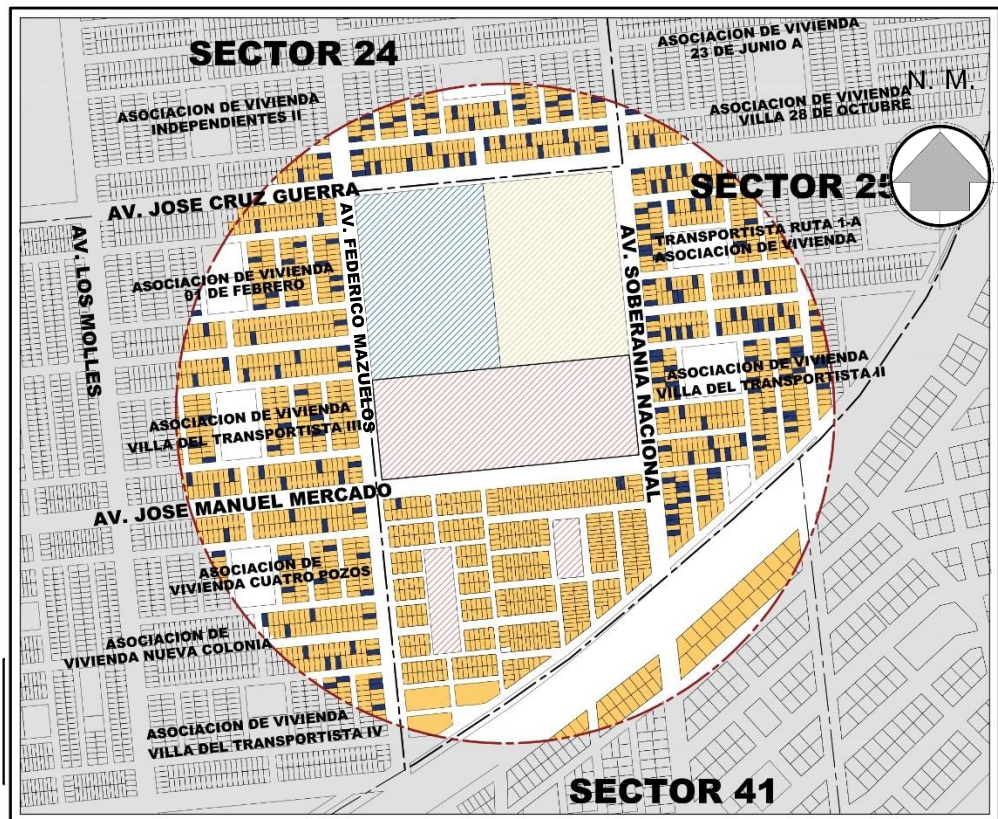 SECTOR 24
ASOCIACION DE VIVIENDA
23 DE JUNIO A
N. M.
ASOCIACION DE VIVIENDA
INDEPENDIENTES II
ASOCIACION DE VIVIENDA
VILLA 28 DE OCTUBRE
SECTOR 25
AV. JOSE CRUZ GUERRA
AV. LOS MOLLES
AV. FEDERICO MAZUELOS
AV. SOBERANIA NACIONAL
TRANSPORTISTA RUTA 1-A
ASOCIACION DE VIVIENDA
ASOCIACION DE VIVIENDA
01 DE FEBRERO
ASOCIACION DE VIVIENDA
VILLA DEL TRANSPORTISTA II
ASOCIACION DE VIVIENDA
VILLA DEL TRANSPORTISTA III
AV. JOSE MANUEL MERCADO
ASOCIACION DE
VIVIENDA CUATRO POZOS
ASOCIACION DE
VIVIENDA NUEVA COLONIA
ASOCIACION DE VIVIENDA
VILLA DEL TRANSPORTISTA IV
SECTOR 41